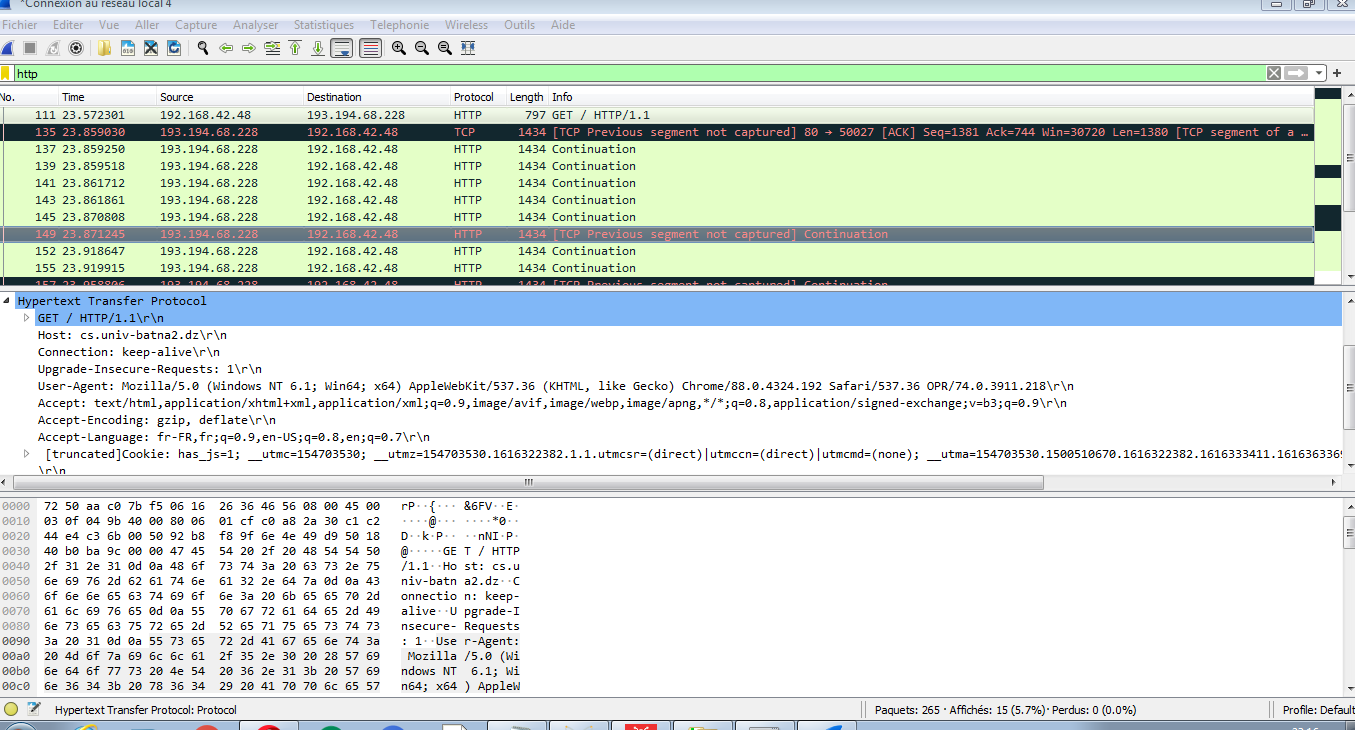 *Connexion au réseau local 4
Fichier Editer Vue Aller Capture Analyser Statistiques Telephonie Wireless Outils Aide
http
No. Time Source Destination Protocol Length Info
111 23.572301 192.168.42.48 193.194.68.228 HTTP 797 GET / HTTP/1.1
135 23.859030 193.194.68.228 192.168.42.48 TCP 1434 [TCP Previous segment not captured] 80 → 50027 [ACK] Seq=1381 Ack=744 Win=30720 Len=1380 [TCP segment of a …
137 23.859250 193.194.68.228 192.168.42.48 HTTP 1434 Continuation
139 23.859518 193.194.68.228 192.168.42.48 HTTP 1434 Continuation
141 23.861712 193.194.68.228 192.168.42.48 HTTP 1434 Continuation
143 23.861861 193.194.68.228 192.168.42.48 HTTP 1434 Continuation
145 23.870808 193.194.68.228 192.168.42.48 HTTP 1434 Continuation
149 23.871245 193.194.68.228 192.168.42.48 HTTP 1434 [TCP Previous segment not captured] Continuation
152 23.918647 193.194.68.228 192.168.42.48 HTTP 1434 Continuation
155 23.919915 193.194.68.228 192.168.42.48 HTTP 1434 Continuation
157 23.958806 193.194.68.228 192.168.42.48 HTTP 1434 [TCP Previous segment not captured] Continuation
Hypertext Transfer Protocol
GET / HTTP/1.1\r\n
Host: cs.univ-batna2.dz\r\n
Connection: keep-alive\r\n
Upgrade-Insecure-Requests: 1\r\n
User-Agent: Mozilla/5.0 (Windows NT 6.1; Win64; x64) AppleWebKit/537.36 (KHTML, like Gecko) Chrome/88.0.4324.192 Safari/537.36 OPR/74.0.3911.218\r\n
Accept: text/html,application/xhtml+xml,application/xml;q=0.9,image/avif,image/webp,image/apng,*/*;q=0.8,application/signed-exchange;v=b3;q=0.9\r\n
Accept-Encoding: gzip, deflate\r\n
Accept-Language: fr-FR,fr;q=0.9,en-US;q=0.8,en;q=0.7\r\n
[truncated]Cookie: has_js=1; __utmc=154703530; __utmz=154703530.1616322382.1.1.utmcsr=(direct)|utmccn=(direct)|utmcmd=(none); __utma=154703530.1500510670.1616322382.1616333411.161636336
\r\n
0000 72 50 aa c0 7b f5 06 16 26 36 46 56 08 00 45 00 rP··{··· &6FV··E·
0010 03 0f 04 9b 40 00 80 06 01 cf c0 a8 2a 30 c1 c2 ····@··· ····*0··
0020 44 e4 c3 6b 00 50 92 b8 f8 9f 6e 4e 49 d9 50 18 D··k·P·· ··nNI·P·
0030 40 b0 ba 9c 00 00 47 45 54 20 2f 20 48 54 54 50 @·····GE T / HTTP
0040 2f 31 2e 31 0d 0a 48 6f 73 74 3a 20 63 73 2e 75 /1.1··Ho st: cs.u
0050 6e 69 76 2d 62 61 74 6e 61 32 2e 64 7a 0d 0a 43 niv-batn a2.dz··C
0060 6f 6e 6e 65 63 74 69 6f 6e 3a 20 6b 65 65 70 2d onnectio n: keep-
0070 61 6c 69 76 65 0d 0a 55 70 67 72 61 64 65 2d 49 alive··U pgrade-I
0080 6e 73 65 63 75 72 65 2d 52 65 71 75 65 73 74 73 nsecure- Requests
0090 3a 20 31 0d 0a 55 73 65 72 2d 41 67 65 6e 74 3a : 1··Use r-Agent:
00a0 20 4d 6f 7a 69 6c 6c 61 2f 35 2e 30 20 28 57 69 Mozilla /5.0 (Wi
00b0 6e 64 6f 77 73 20 4e 54 20 36 2e 31 3b 20 57 69 ndows NT 6.1; Wi
00c0 6e 36 34 3b 20 78 36 34 29 20 41 70 70 6c 65 57 n64; x64 ) AppleW
Hypertext Transfer Protocol: Protocol Paquets: 265 · Affichés: 15 (5.7%) · Perdus: 0 (0.0%) Profile: Default